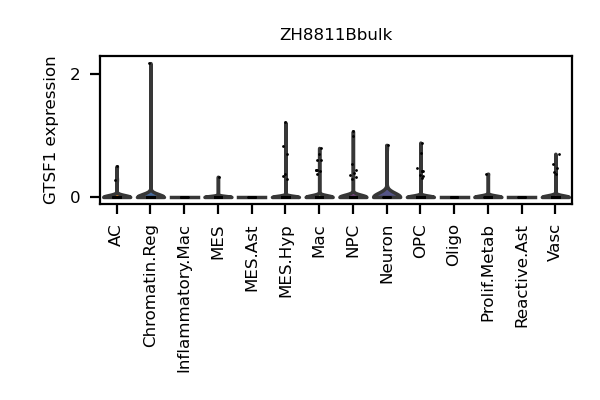 ZH8811Bbulk
GTSF1 expression
2
0
AC
Chromatin.Reg
Inflammatory.Mac
MES
MES.Ast
MES.Hyp
Mac
NPC
Neuron
OPC
Oligo
Prolif.Metab
Reactive.Ast
Vasc